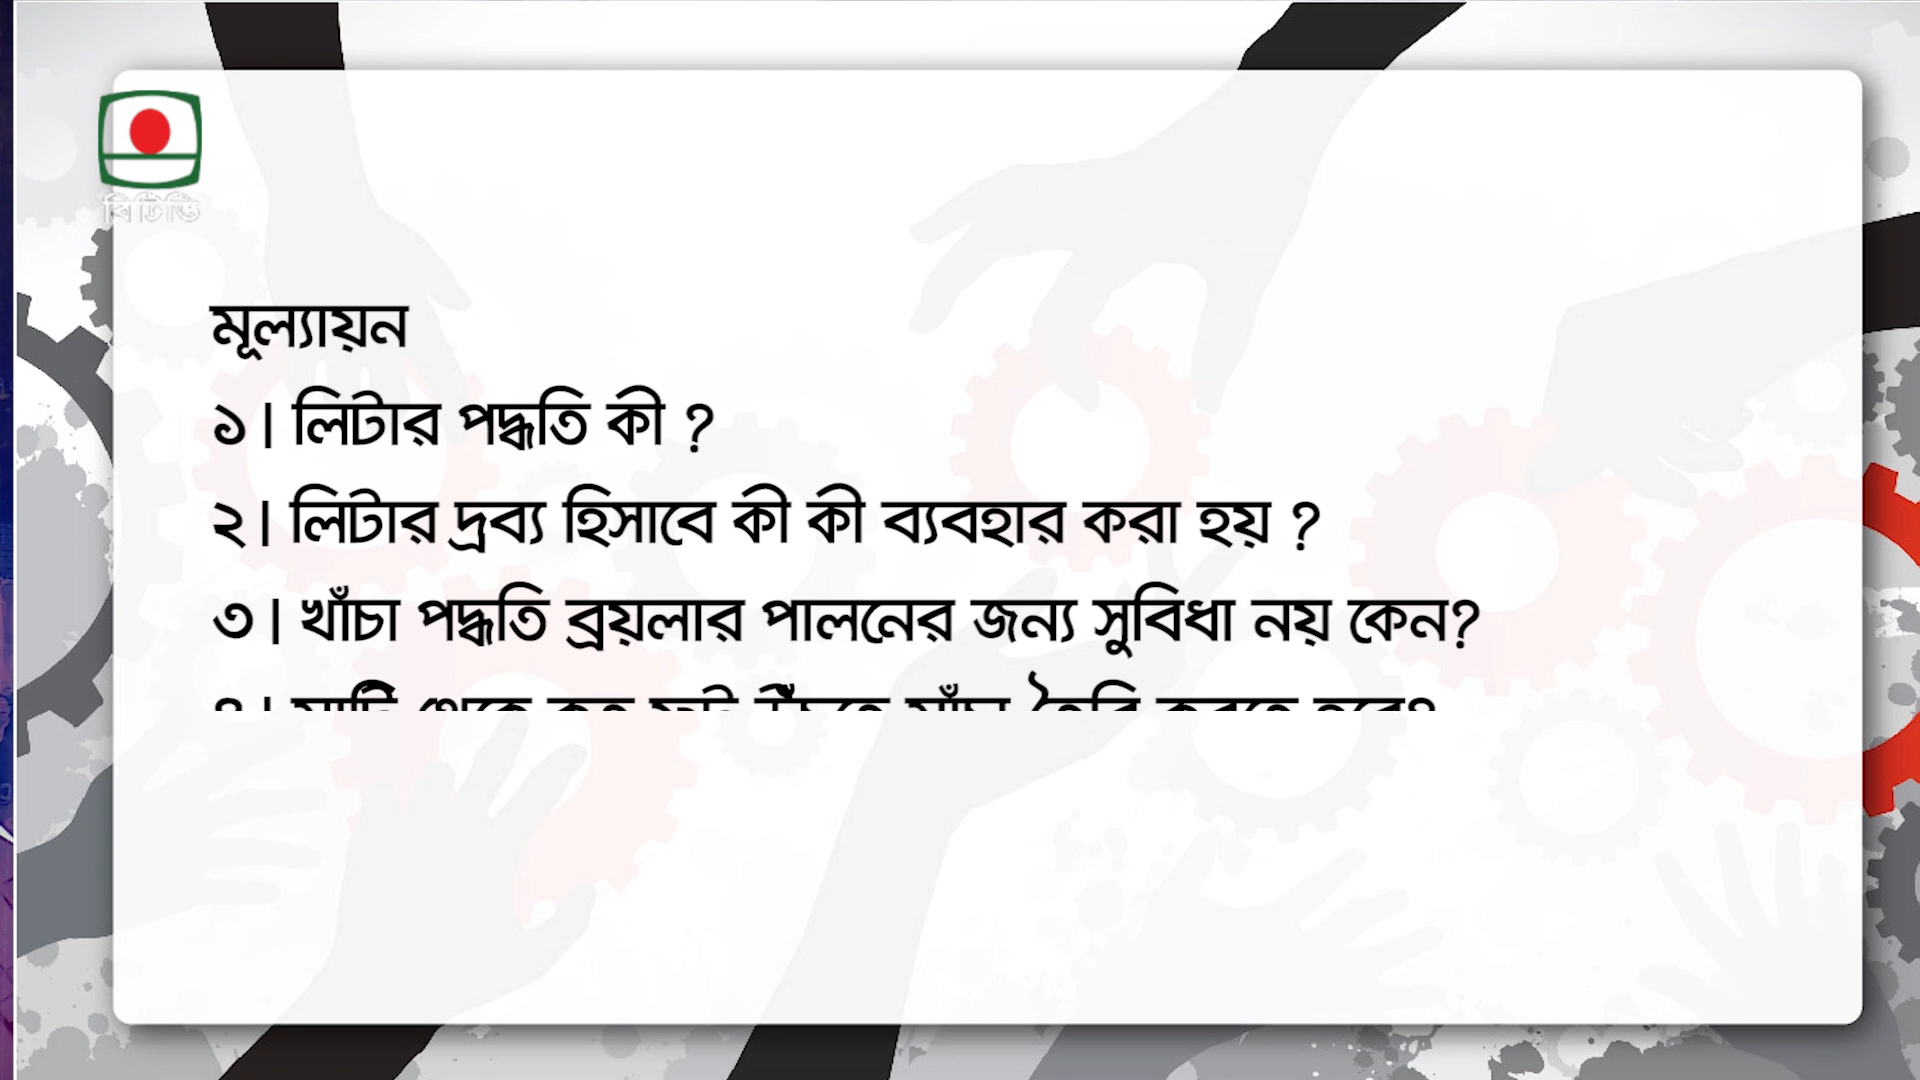 বিটিভি
মূল্যায়ন
১। লিটার পদ্ধতি কী ?
২। লিটার দ্রব্য হিসাবে কী কী ব্যবহার করা হয় ?
৩। খাঁচা পদ্ধতি ব্রয়লার পালনের জন্য সুবিধা নয় কেন?